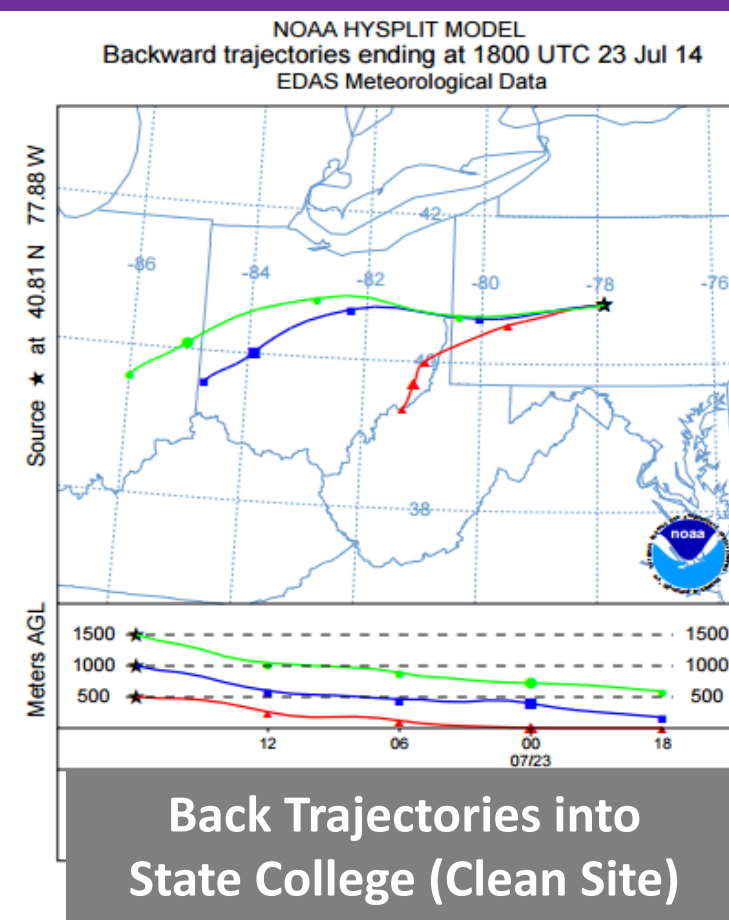 NOAA HYSPLIT MODEL
Backward trajectories ending at 1800 UTC 23 Jul 14
EDAS Meteorological Data
Source ★ at 40.81 N 77.88 W
42
-86
-84
-82
-80
-78
-76
40
38
noaa
Meters AGL
1500 1500
1000 1000
500 500
12 06 00 18
07/23
Back Trajectories into
State College (Clean Site)